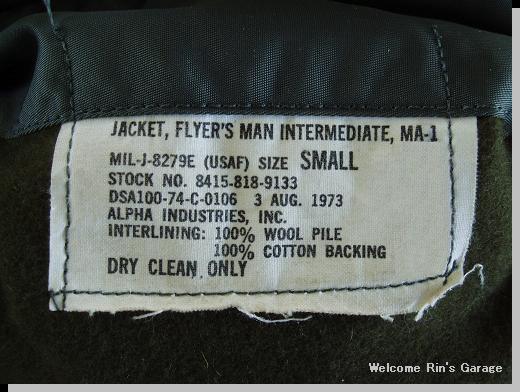 JACKET, FLYER'S MAN INTERMEDIATE, MA-1
MIL-J-8279E (USAF) SIZE SMALL
STOCK NO. 8415-818-9133
DSA100-74-C-0106 3 AUG. 1973
ALPHA INDUSTRIES, INC.
INTERLINING: 100% WOOL PILE
100% COTTON BACKING
DRY CLEAN ONLY
Welcome Rin's Garage